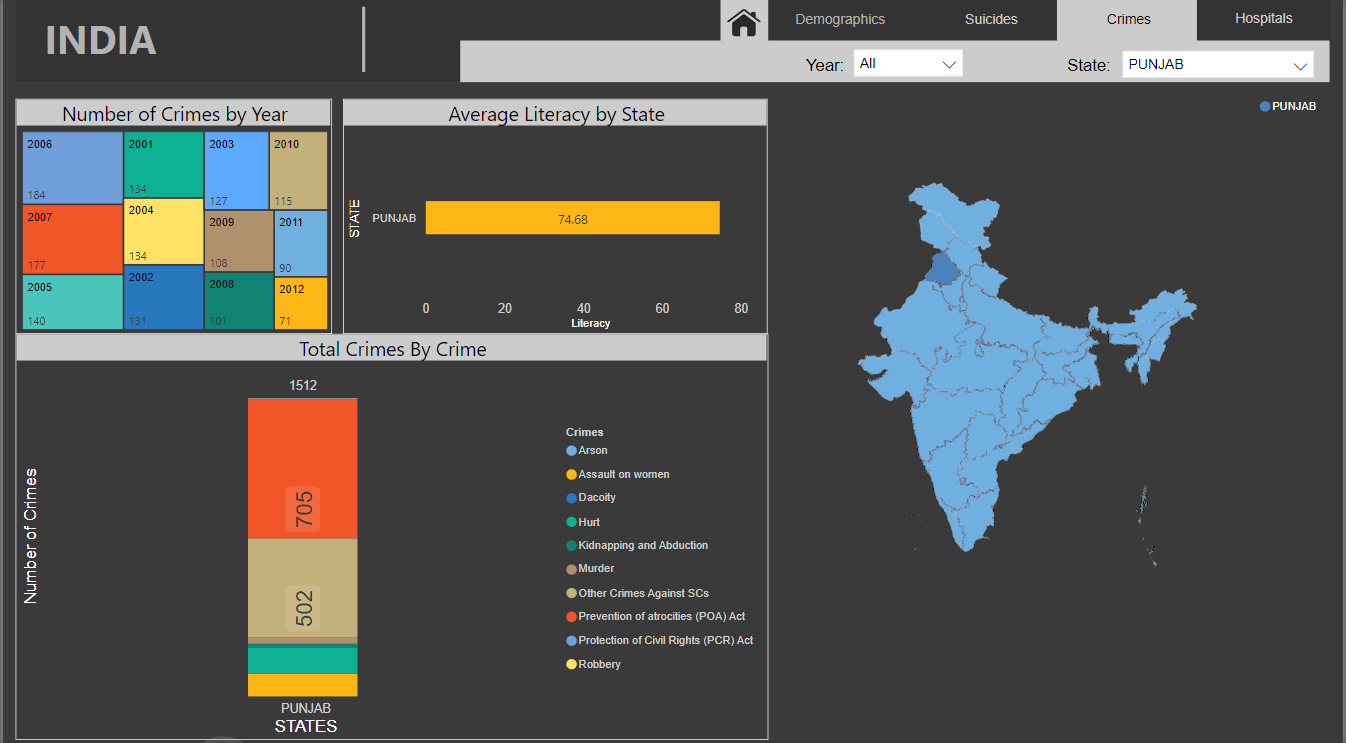 INDIA
Demographics
Suicides
Crimes
Hospitals
Year:
All
State:
PUNJAB
Number of Crimes by Year
2006
184
2007
177
2005
140
2001
134
2004
134
2002
131
2003
127
2010
115
2009
108
2008
101
2011
90
2012
71
Average Literacy by State
STATE
PUNJAB
74.68
0 20 40 60 80
Literacy
PUNJAB
Total Crimes By Crime
Number of Crimes
1512
705
502
PUNJAB
STATES
Crimes
Arson
Assault on women
Dacoity
Hurt
Kidnapping and Abduction
Murder
Other Crimes Against SCs
Prevention of atrocities (POA) Act
Protection of Civil Rights (PCR) Act
Robbery